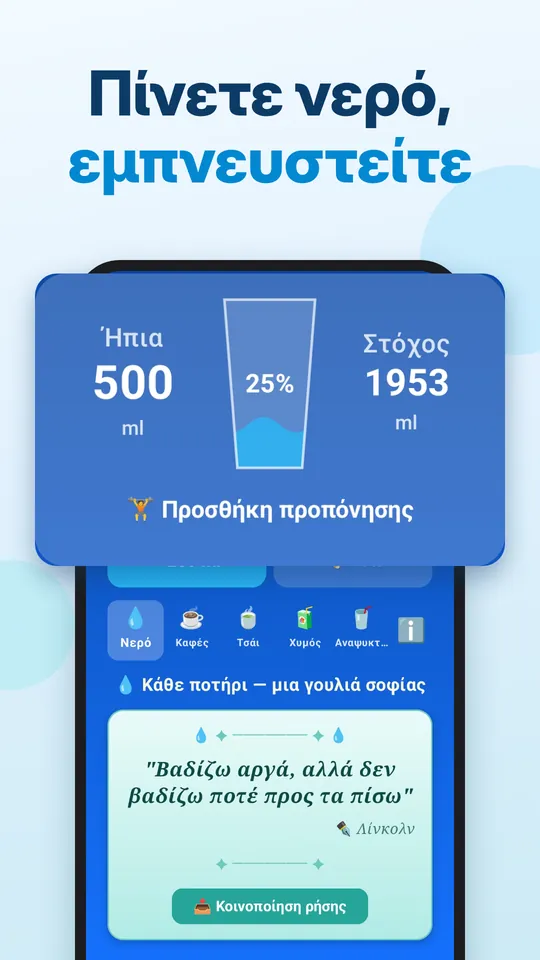 Πίνετε νερό,
εμπνευστείτε
Ήπια
500
ml
25%
Στόχος
1953
ml
🏋️ Προσθήκη προπόνησης
Νερό
Καφές
Τσάι
Χυμός
Αναψυκτ...
💧 Κάθε ποτήρι — μια γουλιά σοφίας
"Βαδίζω αργά, αλλά δεν
βαδίζω ποτέ προς τα πίσω"
Λίνκολν
Κοινοποίηση ρήσης